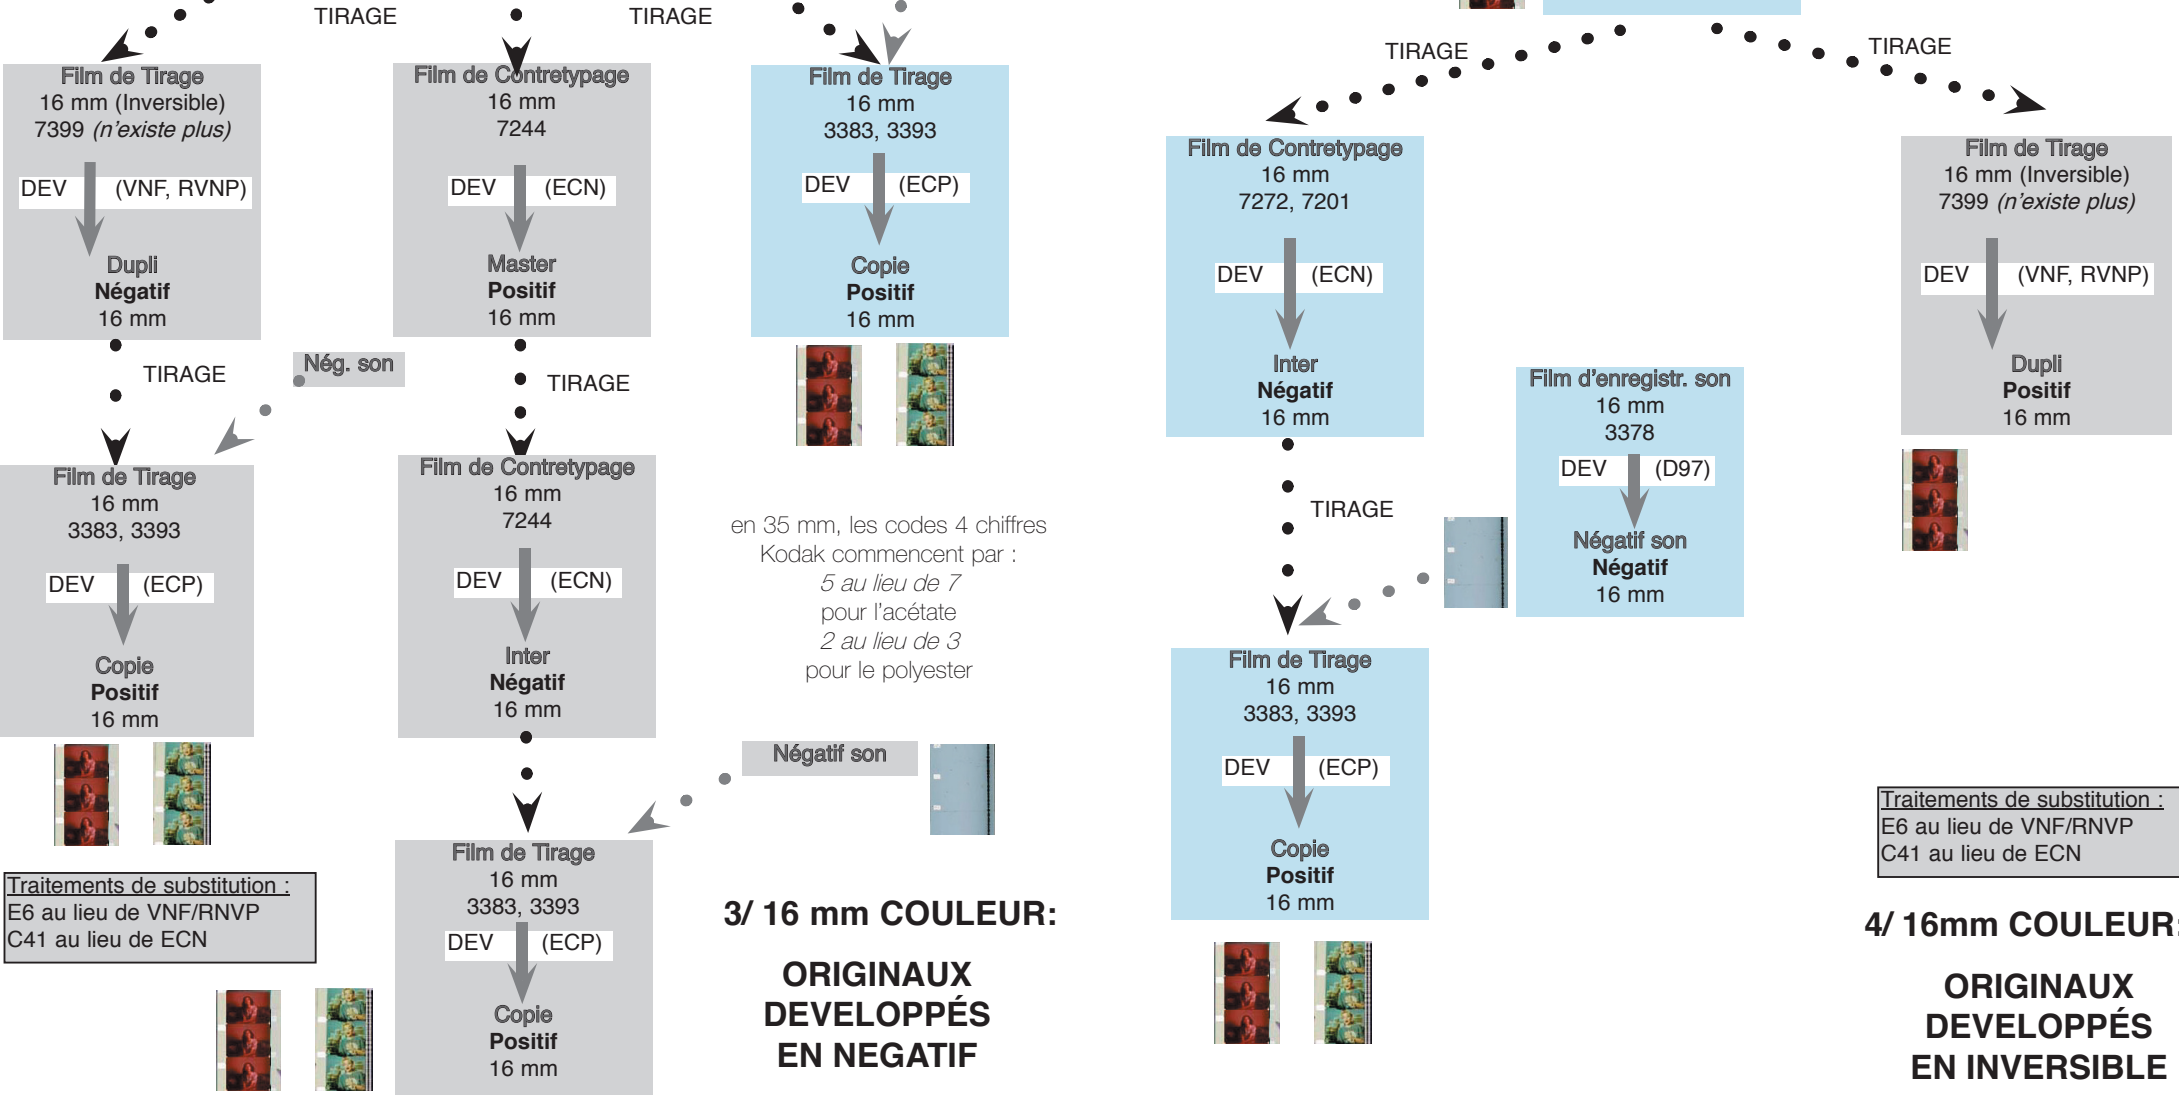 TIRAGE
TIRAGE
Film de Tirage
16 mm (Inversible)
7399 (n'existe plus)
DEV (VNF, RVNP)
Dupli
Négatif
16 mm
TIRAGE
Nég. son
Film de Tirage
16 mm
3383, 3393
DEV (ECP)
Copie
Positif
16 mm
Traitements de substitution :
E6 au lieu de VNF/RNVP
C41 au lieu de ECN
Film de Contretypage
16 mm
7244
DEV (ECN)
Master
Positif
16 mm
TIRAGE
Film de Contretypage
16 mm
7244
DEV (ECN)
Inter
Négatif
16 mm
Négatif son
Film de Tirage
16 mm
3383, 3393
DEV (ECP)
Copie
Positif
16 mm
Film de Tirage
16 mm
3383, 3393
DEV (ECP)
Copie
Positif
16 mm
en 35 mm, les codes 4 chiffres
Kodak commencent par :
5 au lieu de 7
pour l'acétate
2 au lieu de 3
pour le polyester
3/ 16 mm COULEUR:
ORIGINAUX
DEVELOPPÉS
EN NEGATIF
TIRAGE
TIRAGE
Film de Contretypage
16 mm
7272, 7201
DEV (ECN)
Inter
Négatif
16 mm
TIRAGE
Film d'enregistr. son
16 mm
3378
DEV (D97)
Négatif son
Négatif
16 mm
Film de Tirage
16 mm
3383, 3393
DEV (ECP)
Copie
Positif
16 mm
Film de Tirage
16 mm (Inversible)
7399 (n'existe plus)
DEV (VNF, RVNP)
Dupli
Positif
16 mm
Traitements de substitution :
E6 au lieu de VNF/RNVP
C41 au lieu de ECN
4/ 16mm COULEUR:
ORIGINAUX
DEVELOPPÉS
EN INVERSIBLE